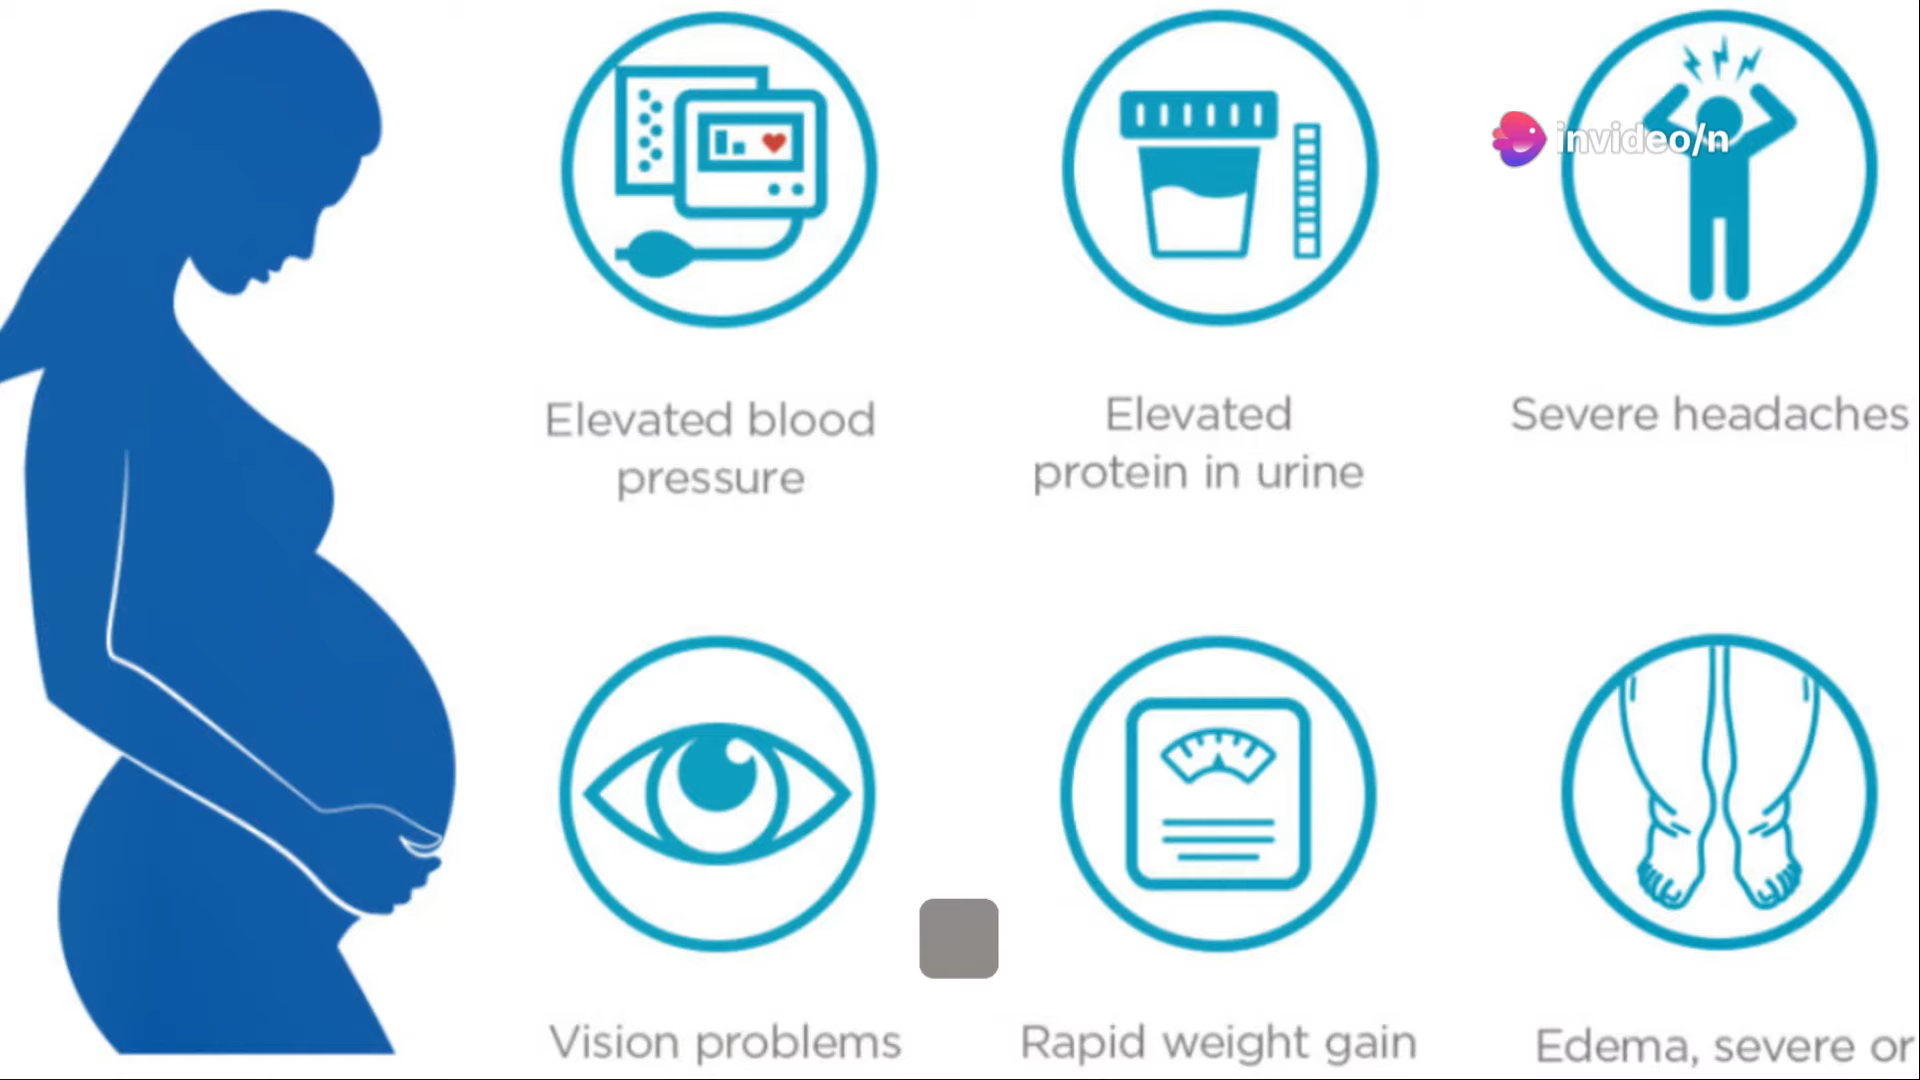 invideo/n
Elevated blood
pressure
Elevated
protein in urine
Severe headaches
Vision problems
Rapid weight gain
Edema, severe or